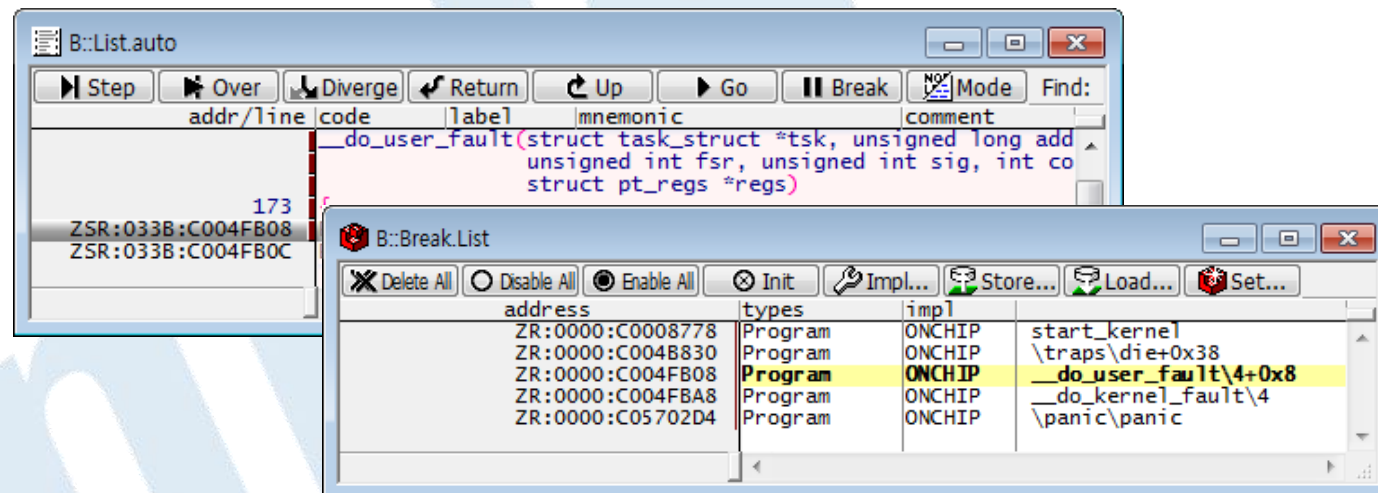 B::List.auto
Step Over Diverge Return Up Go Break Mode Find:
addr/line code label mnemonic comment
__do_user_fault(struct task_struct *tsk, unsigned long add
unsigned int fsr, unsigned int sig, int co
struct pt_regs *regs)
173 {
ZSR:033B:C004FB08
ZSR:033B:C004FB0C
B::Break.List
Delete All Disable All Enable All Init Impl... Store... Load... Set...
address types impl
ZR:0000:C0008778 Program ONCHIP start_kernel
ZR:0000:C004B830 Program ONCHIP \traps\die+0x38
ZR:0000:C004FB08 Program ONCHIP __do_user_fault\4+0x8
ZR:0000:C004FBA8 Program ONCHIP __do_kernel_fault\4
ZR:0000:C05702D4 Program ONCHIP \panic\panic